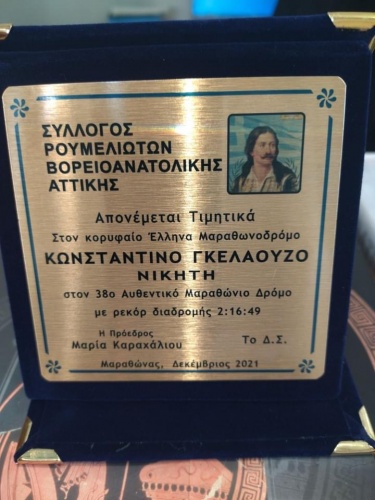 ΣΥΛΛΟΓΟΣ
ΡΟΥΜΕΛΙΩΤΩΝ
ΒΟΡΕΙΟΑΝΑΤΟΛΙΚΗΣ
ΑΤΤΙΚΗΣ
Απονέμεται Τιμητικά
Στον κορυφαίο Έλληνα Μαραθωνοδρόμο
ΚΩΝΣΤΑΝΤΙΝΟ ΓΚΕΛΑΟΥΖΟ
ΝΙΚΗΤΗ
στον 38ο Αυθεντικό Μαραθώνιο Δρόμο
με ρεκόρ διαδρομής 2:16:49
Η Πρόεδρος
Μαρία Καραχάλιου Το Δ.Σ.
Μαραθώνας, Δεκέμβριος 2021